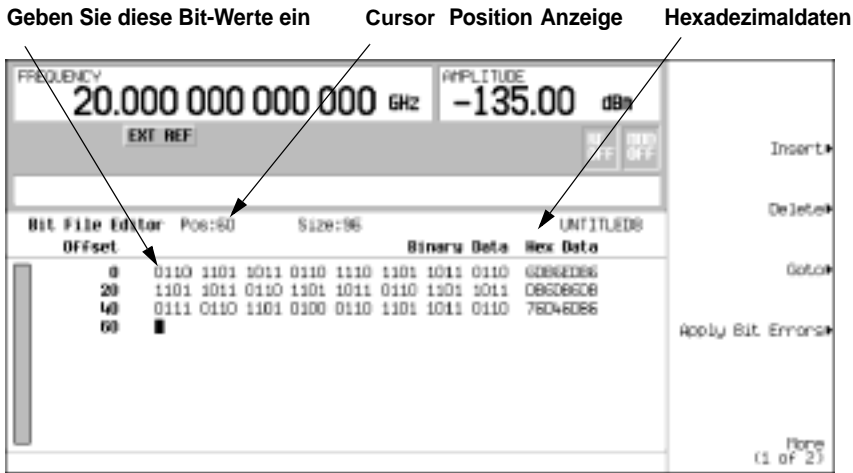 Geben Sie diese Bit-Werte ein Cursor Position Anzeige Hexadezimaldaten
FREQUENCY AMPLITUDE
20.000 000 000 000 GHz -135.00 dBm
EXT REF
OFF OFF
Insert
Delete
Bit File Editor Pos:60 Size:96 UNTITLED8
Offset Binary Data Hex Data
0 0110 1101 1011 0110 1110 1101 1011 0110 6DB6EDB6
20 1101 1011 0110 1101 1011 0110 1101 1011 DB6DB6DB
40 0111 0110 1101 0100 0110 1101 1011 0110 76D46DB6
60
Goto
Apply Bit Errors
More
(1 of 2)